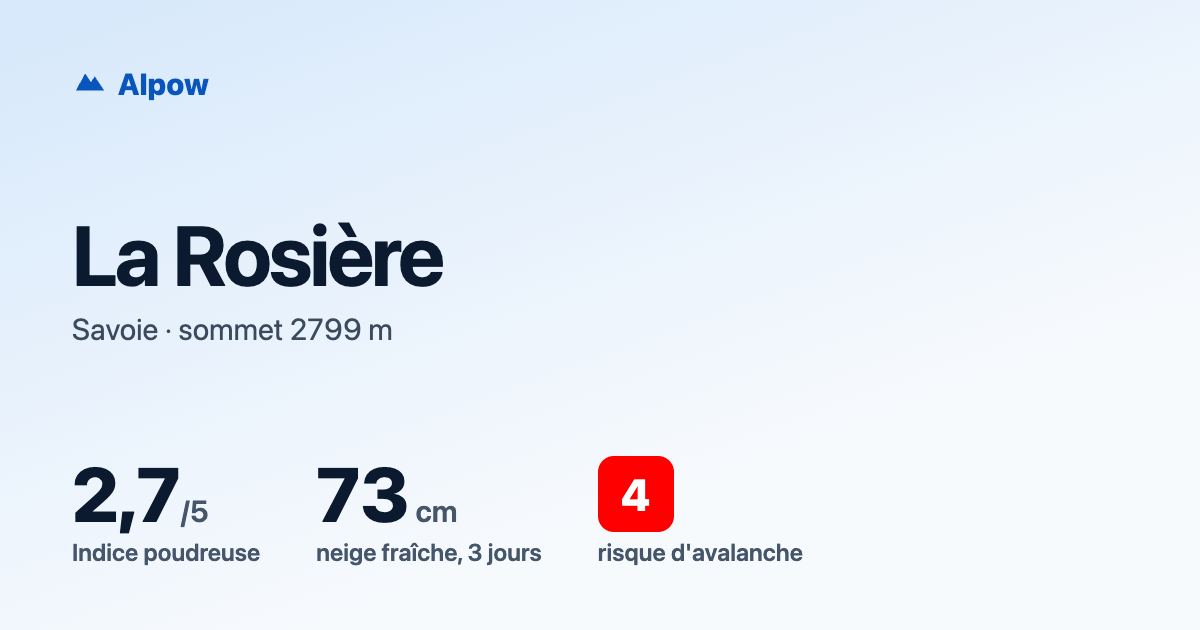 Alpow
La Rosière
Savoie · sommet 2799 m
2,7/5
Indice poudreuse
73 cm
neige fraîche, 3 jours
4
risque d'avalanche